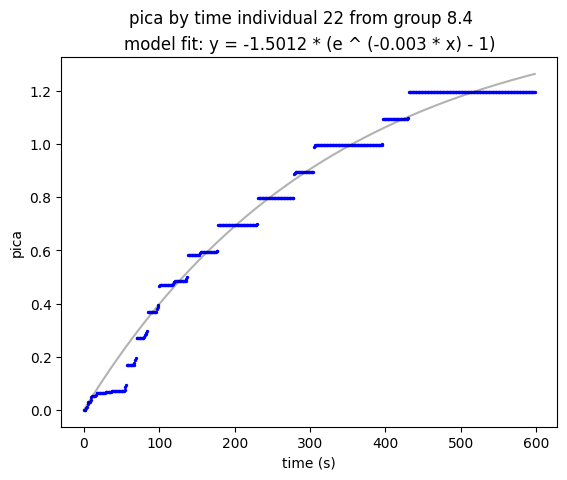 pica by time individual 22 from group 8.4
model fit: y = -1.5012 * (e ^ (-0.003 * x) - 1)
1.2
1.0
0.8
0.6
0.4
0.2
0.0
pica
0 100 200 300 400 500 600
time (s)